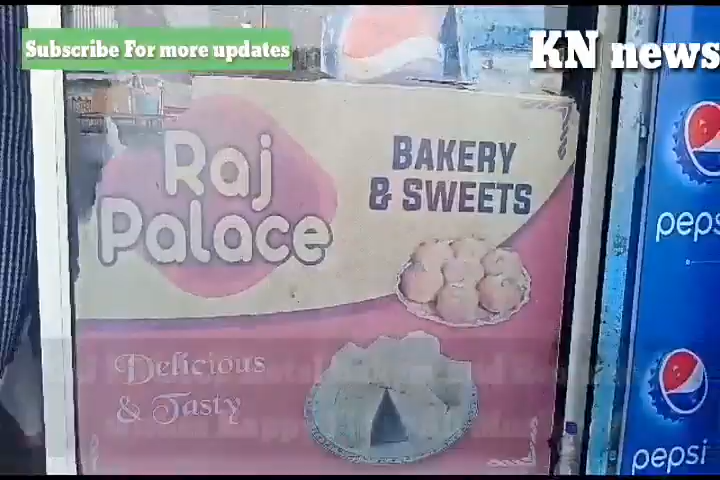 Subscribe For more updates
KN news
Raj
Palace
BAKERY
& SWEETS
Delicious
& Tasty
pepsi
pepsi